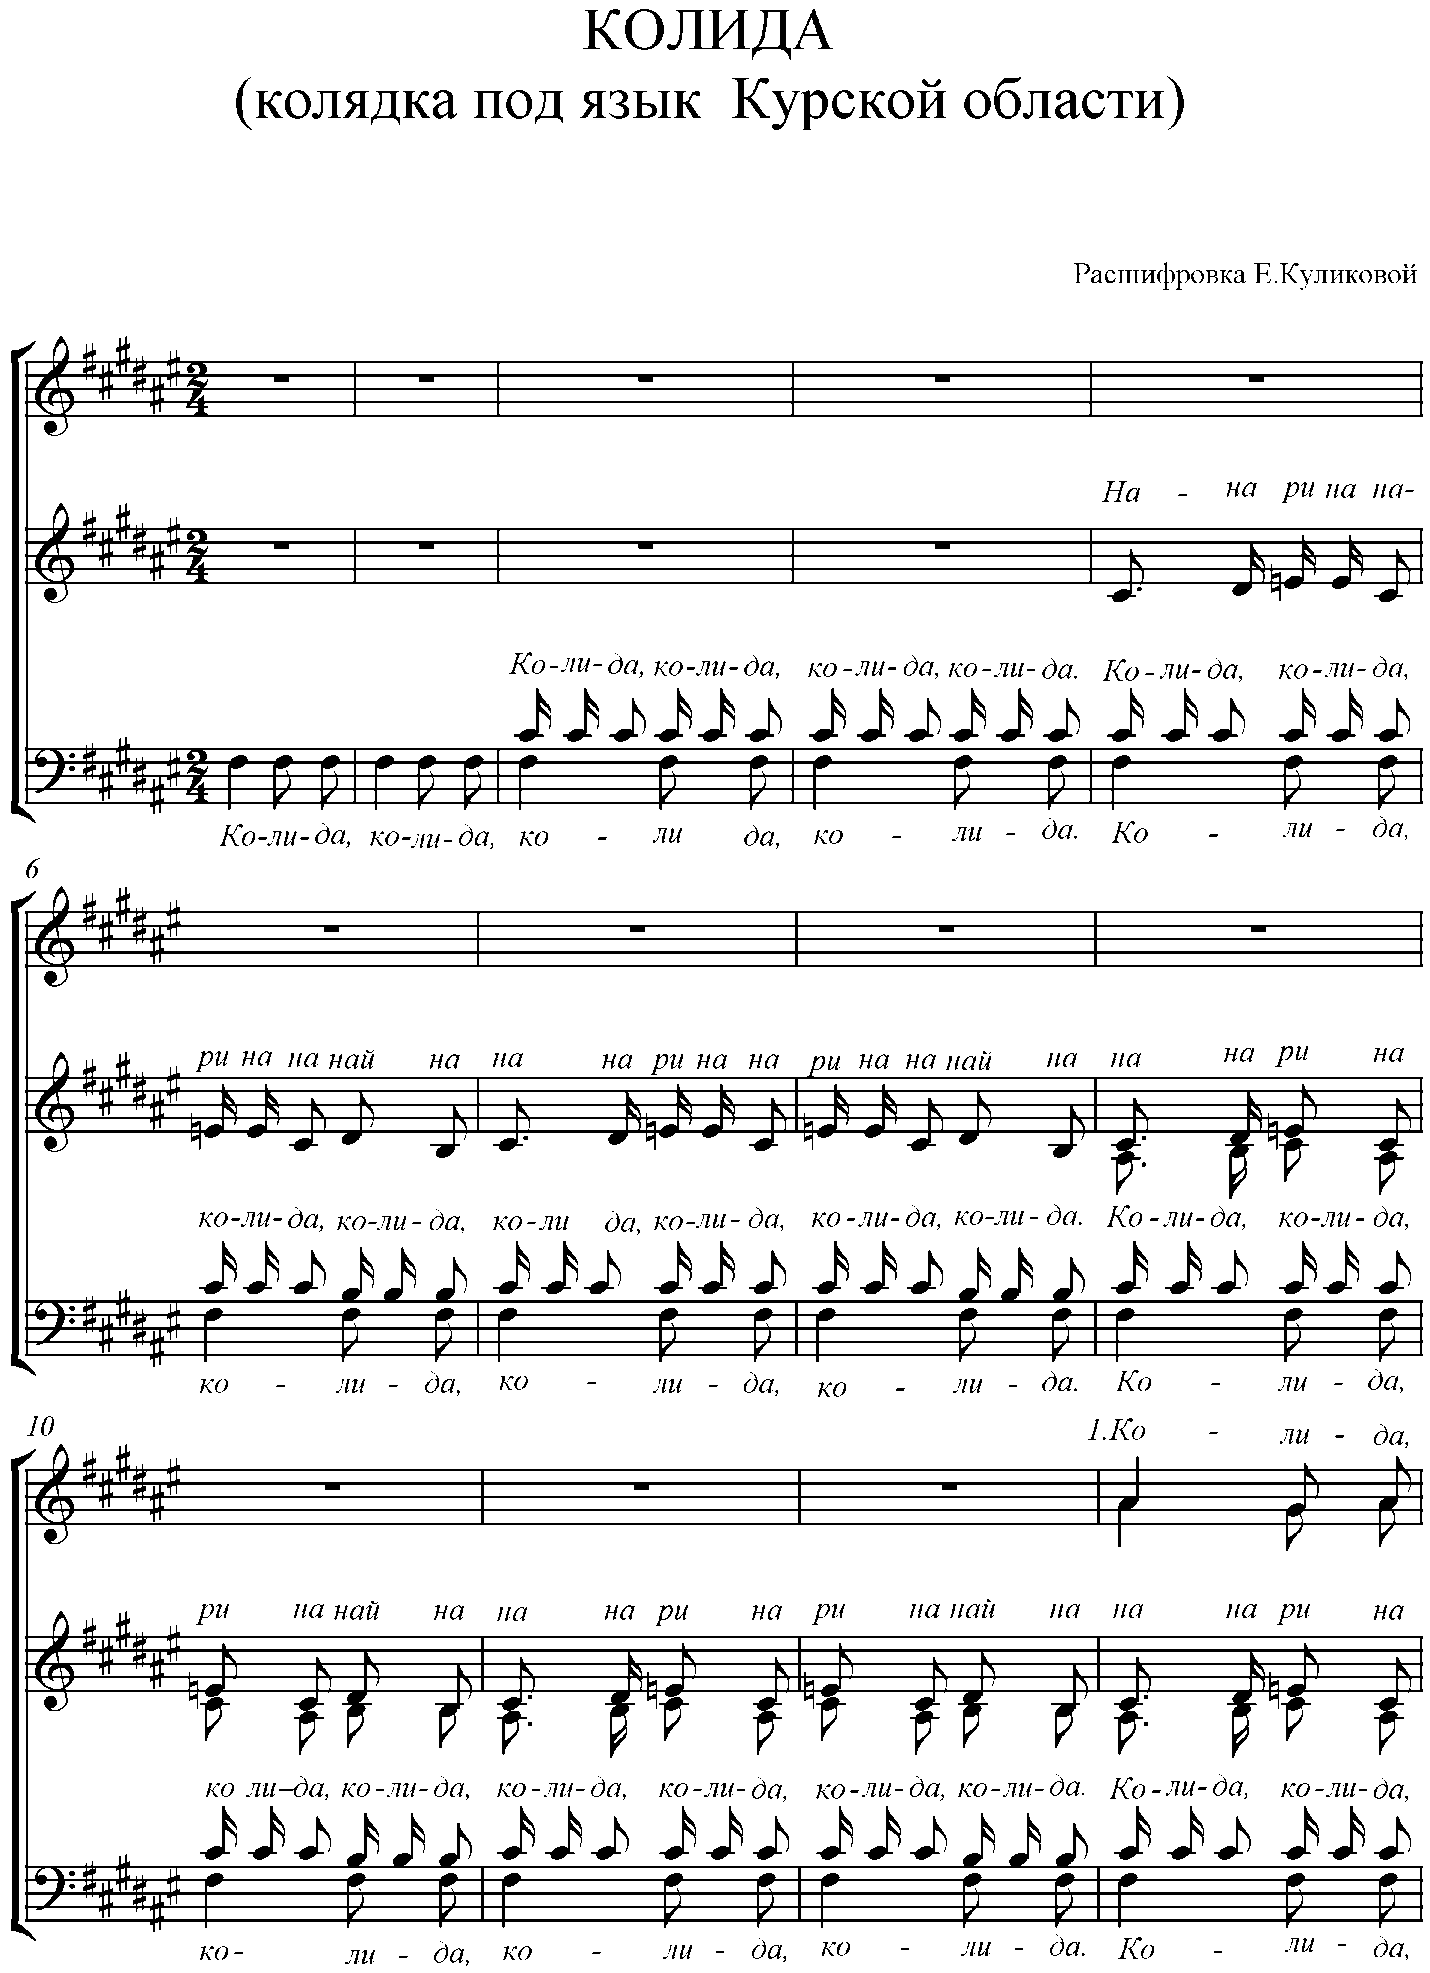 КОЛИДА
(колядка под язык Курской области)
Расшифровка Е.Куликовой
На - на ри на на-
Ко-ли-да, ко-ли-да, ко-ли-да, ко-ли-да. Ко-ли-да, ко-ли-да,
Ко-ли-да, ко-ли-да, ко - ли да, ко - ли - да. Ко - ли - да,
6
ри на на най на на на ри на на ри на на най на на на ри на
ко-ли-да, ко-ли-да, ко-ли да, ко-ли-да, ко-ли-да, ко-ли-да. Ко-ли-да, ко-ли-да,
ко - ли - да, ко - ли - да, ко - ли - да. Ко - ли - да,
10
1.Ко - ли - да,
ри на най на на на ри на ри на най на на на ри на
ко ли-да, ко-ли-да, ко-ли-да, ко-ли-да, ко-ли-да, ко-ли-да. Ко-ли-да, ко-ли-да,
ко- ли - да, ко - ли - да, ко - ли - да. Ко - ли - да,